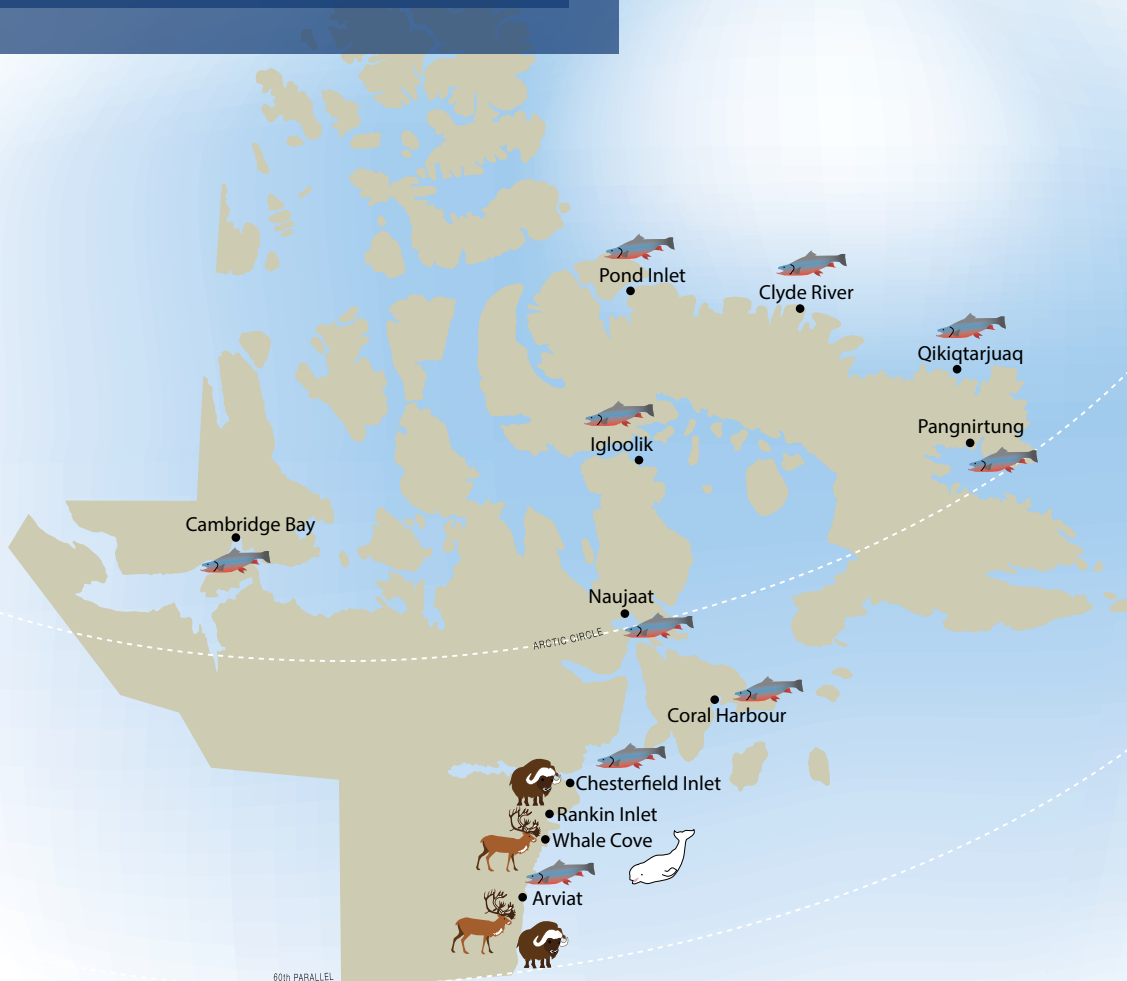 Pond Inlet
Clyde River
Qikiqtarjuaq
Pangnirtung
Igloolik
Cambridge Bay
Naujaat
ARCTIC CIRCLE
Coral Harbour
Chesterfield Inlet
Rankin Inlet
Whale Cove
Arviat
60th PARALLEL